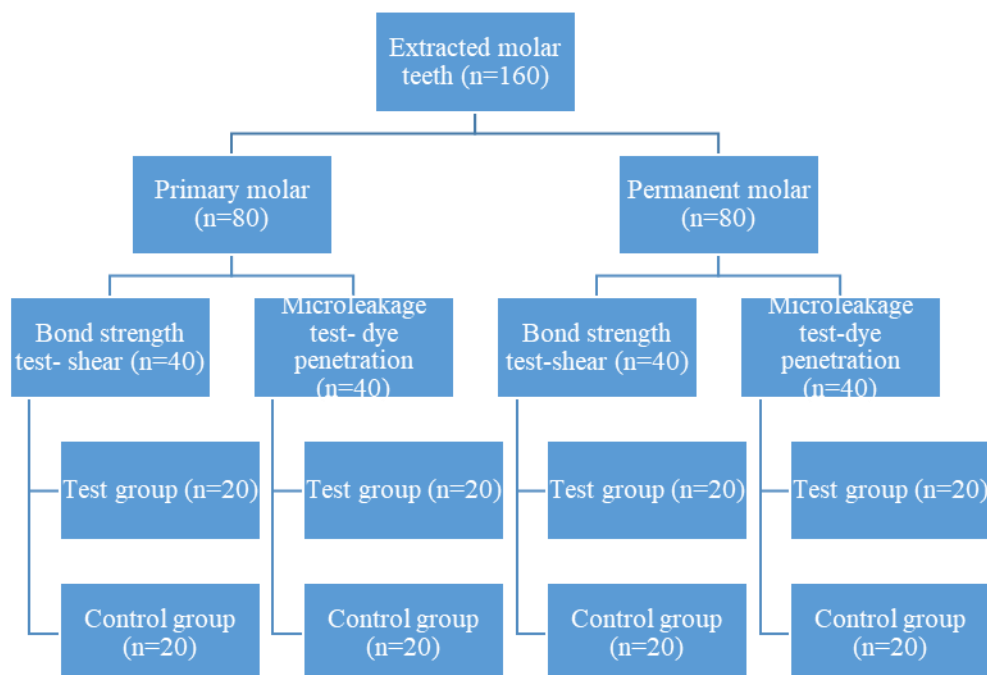 Extracted molar
teeth (n=160)
Primary molar
(n=80)
Permanent molar
(n=80)
Bond strength
test- shear (n=40)
Microleakage
test- dye
penetration
(n=40)
Bond strength
test-shear (n=40)
Microleakage
test-dye
penetration
(n=40)
Test group (n=20)
Test group (n=20)
Test group (n=20)
Test group (n=20)
Control group
(n=20)
Control group
(n=20)
Control group
(n=20)
Control group
(n=20)